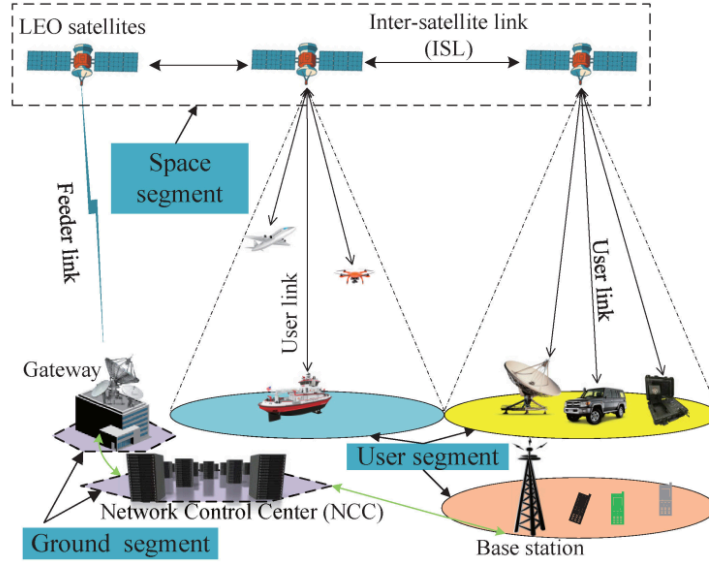 LEO satellites
Inter-satellite link
(ISL)
Space
segment
Feeder link
User link
User link
Gateway
User segment
Network Control Center (NCC)
Ground segment
Base station